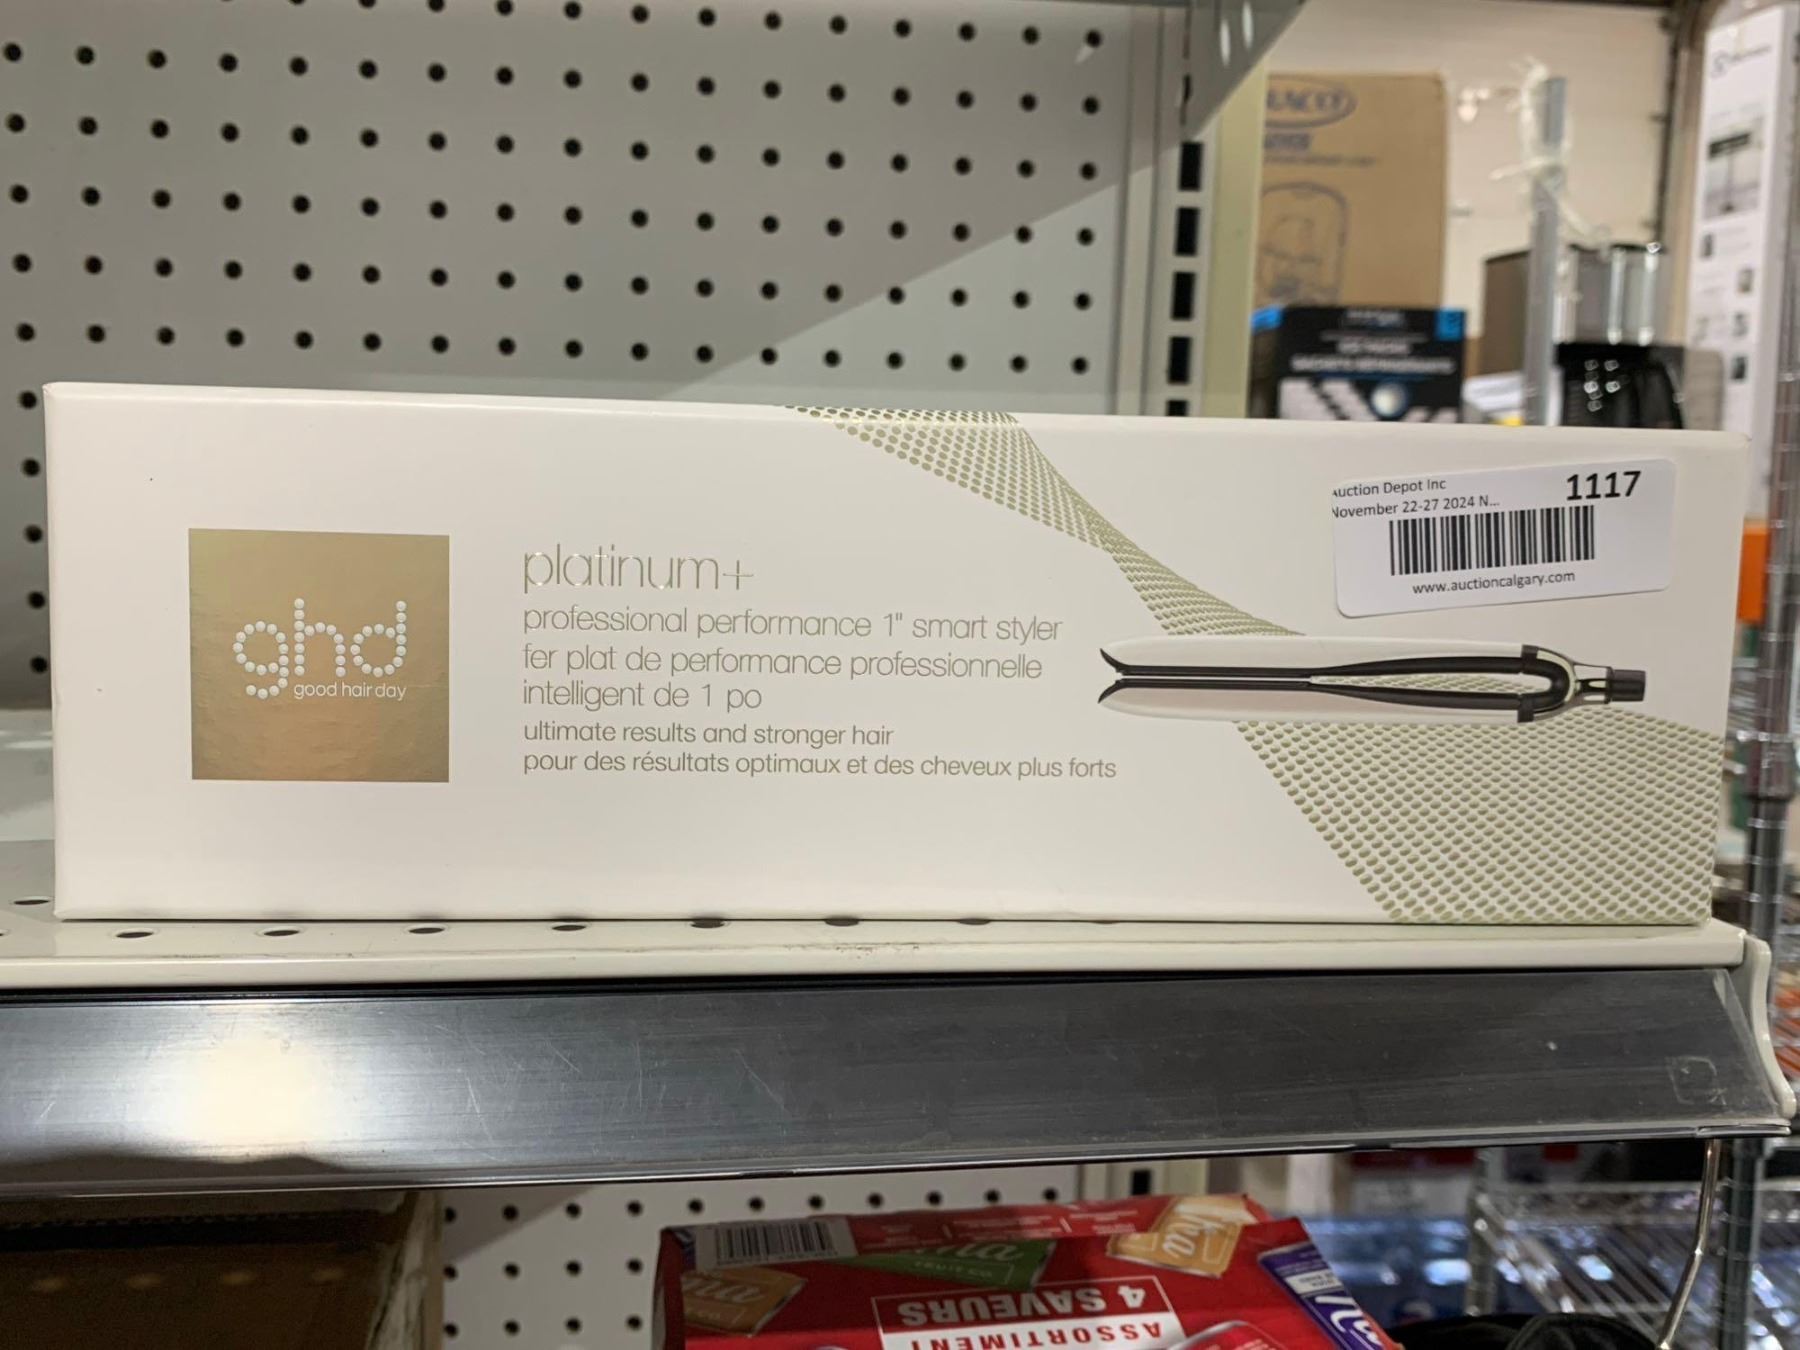 ghd
good hair day
platinum+
professional performance 1" smart styler
fer plat de performance professionnelle
intelligent de 1 po
ultimate results and stronger hair
pour des résultats optimaux et des cheveux plus forts
Auction Depot Inc
November 22-27 2024 N...
1117
www.auctioncalgary.com
4 SAVEURS
ASSORTIMENT